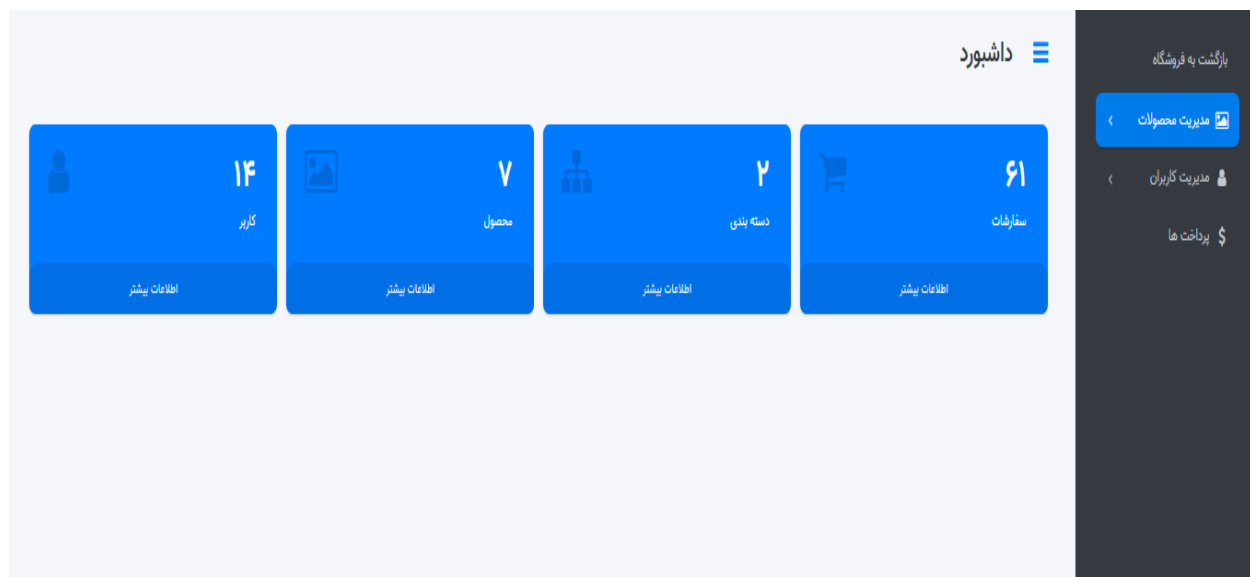 داشبورد
بازگشت به فروشگاه
مدیریت محصولات
مدیریت کاربران
پرداخت ها
۶۱
سفارشات
اطلاعات بیشتر
۲
دسته بندی
اطلاعات بیشتر
۷
محصول
اطلاعات بیشتر
۱۴
کاربر
اطلاعات بیشتر